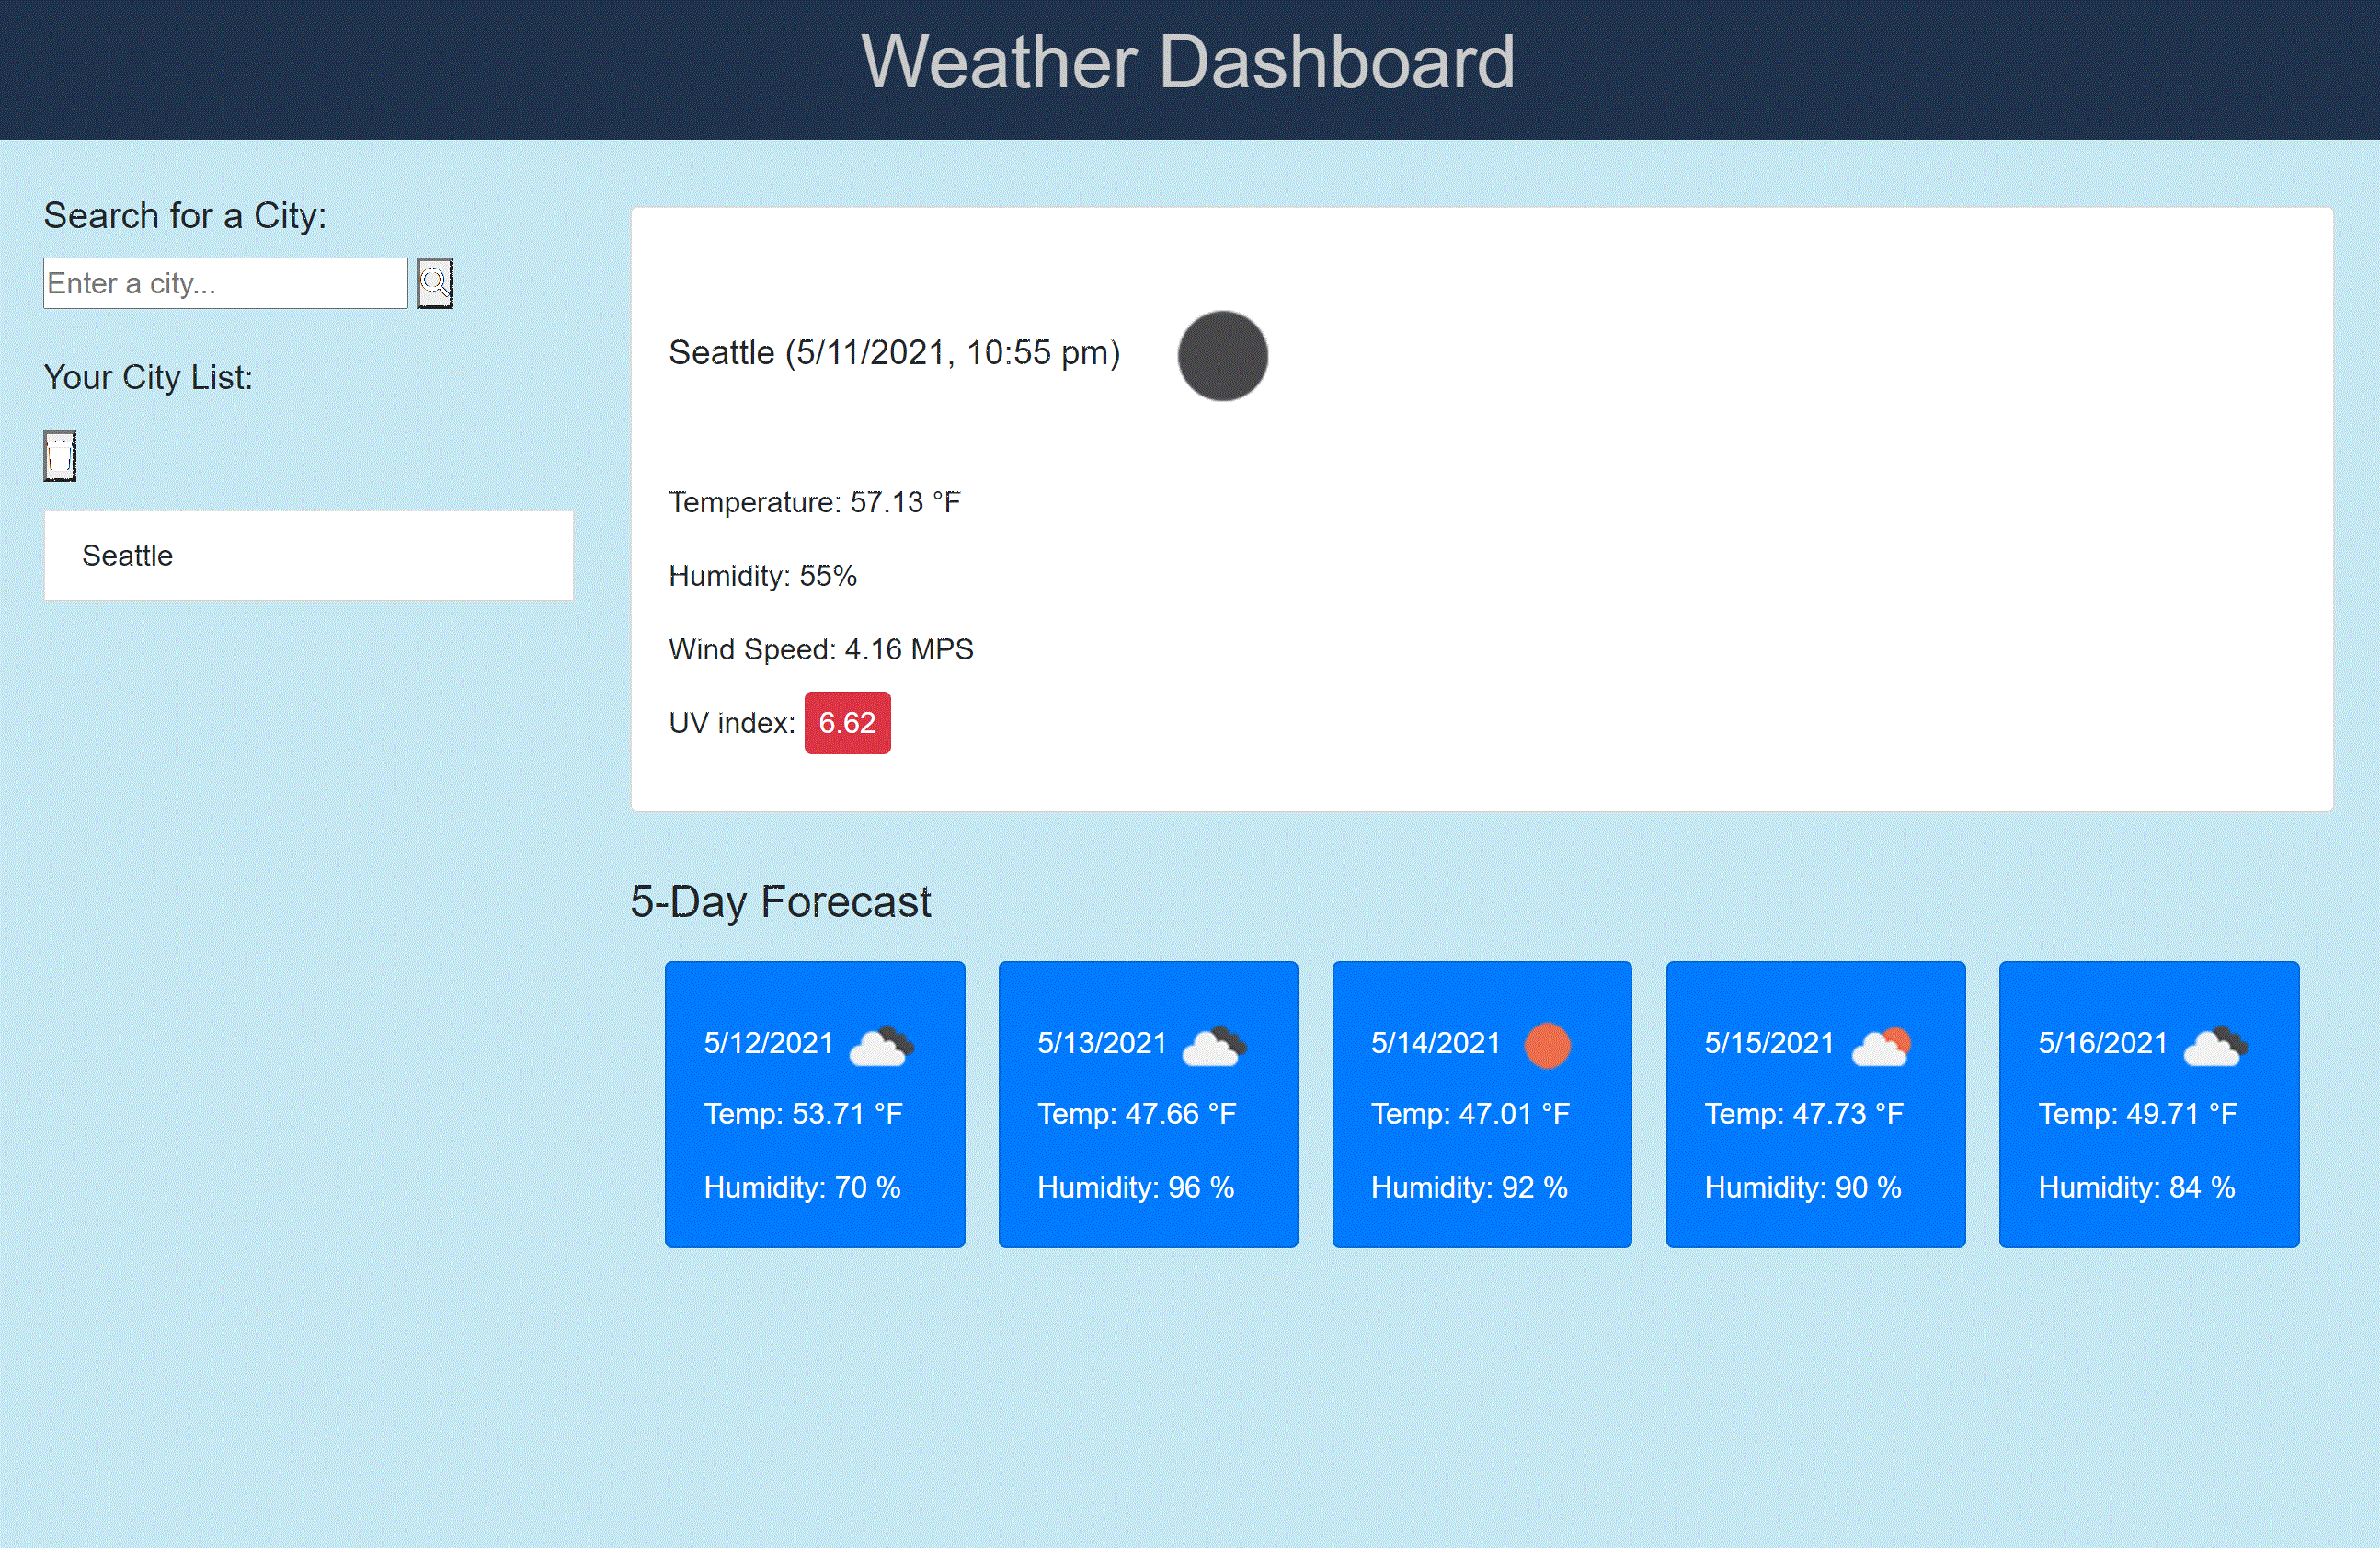 Weather Dashboard
Search for a City:
Enter a city...
Your City List:
Seattle
Seattle (5/11/2021, 10:55 pm)
Temperature: 57.13 °F
Humidity: 55%
Wind Speed: 4.16 MPS
UV index: 6.62
5-Day Forecast
5/12/2021
Temp: 53.71 °F
Humidity: 70 %
5/13/2021
Temp: 47.66 °F
Humidity: 96 %
5/14/2021
Temp: 47.01 °F
Humidity: 92 %
5/15/2021
Temp: 47.73 °F
Humidity: 90 %
5/16/2021
Temp: 49.71 °F
Humidity: 84 %